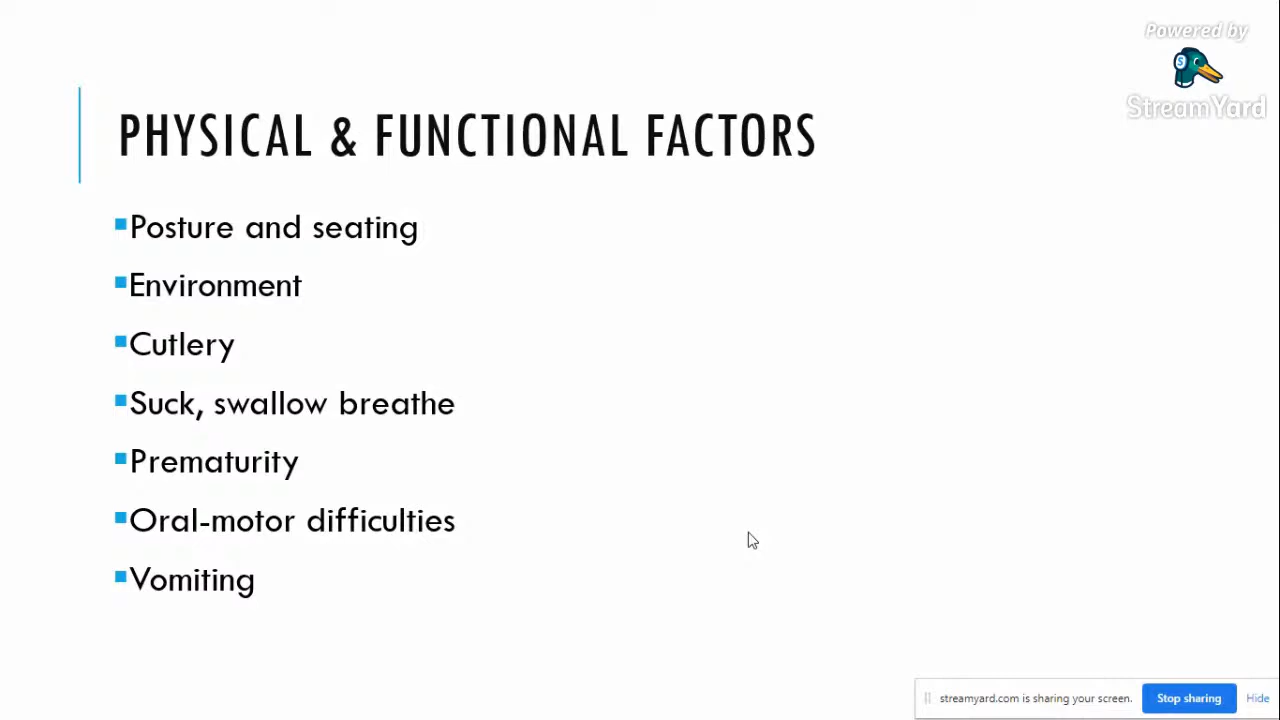 Powered by
StreamYard
PHYSICAL & FUNCTIONAL FACTORS
Posture and seating
Environment
Cutlery
Suck, swallow breathe
Prematurity
Oral-motor difficulties
Vomiting
streamyard.com is sharing your screen. Stop sharing Hide